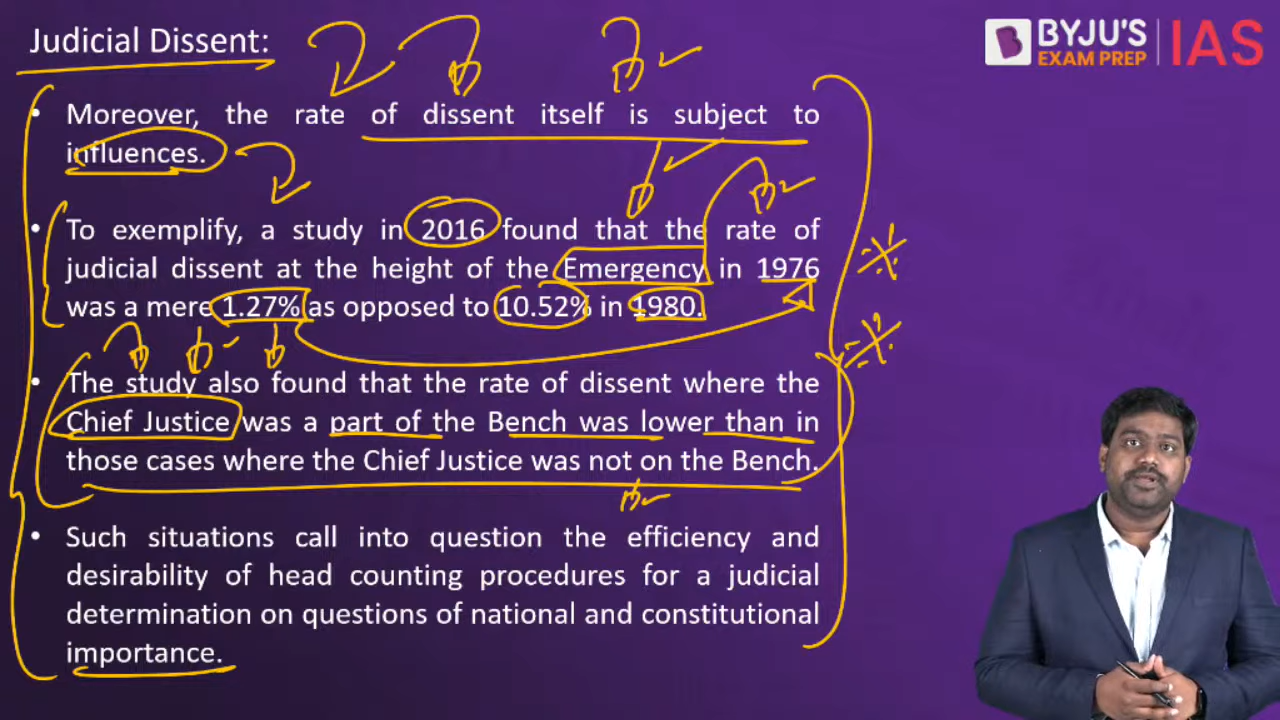 Judicial Dissent:
BYJU'S
EXAM PREP
IAS
• Moreover, the rate of dissent itself is subject to
influences.
• To exemplify, a study in 2016 found that the rate of
judicial dissent at the height of the Emergency in 1976
was a mere 1.27% as opposed to 10.52% in 1980.
• The study also found that the rate of dissent where the
Chief Justice was a part of the Bench was lower than in
those cases where the Chief Justice was not on the Bench.
• Such situations call into question the efficiency and
desirability of head counting procedures for a judicial
determination on questions of national and constitutional
importance.